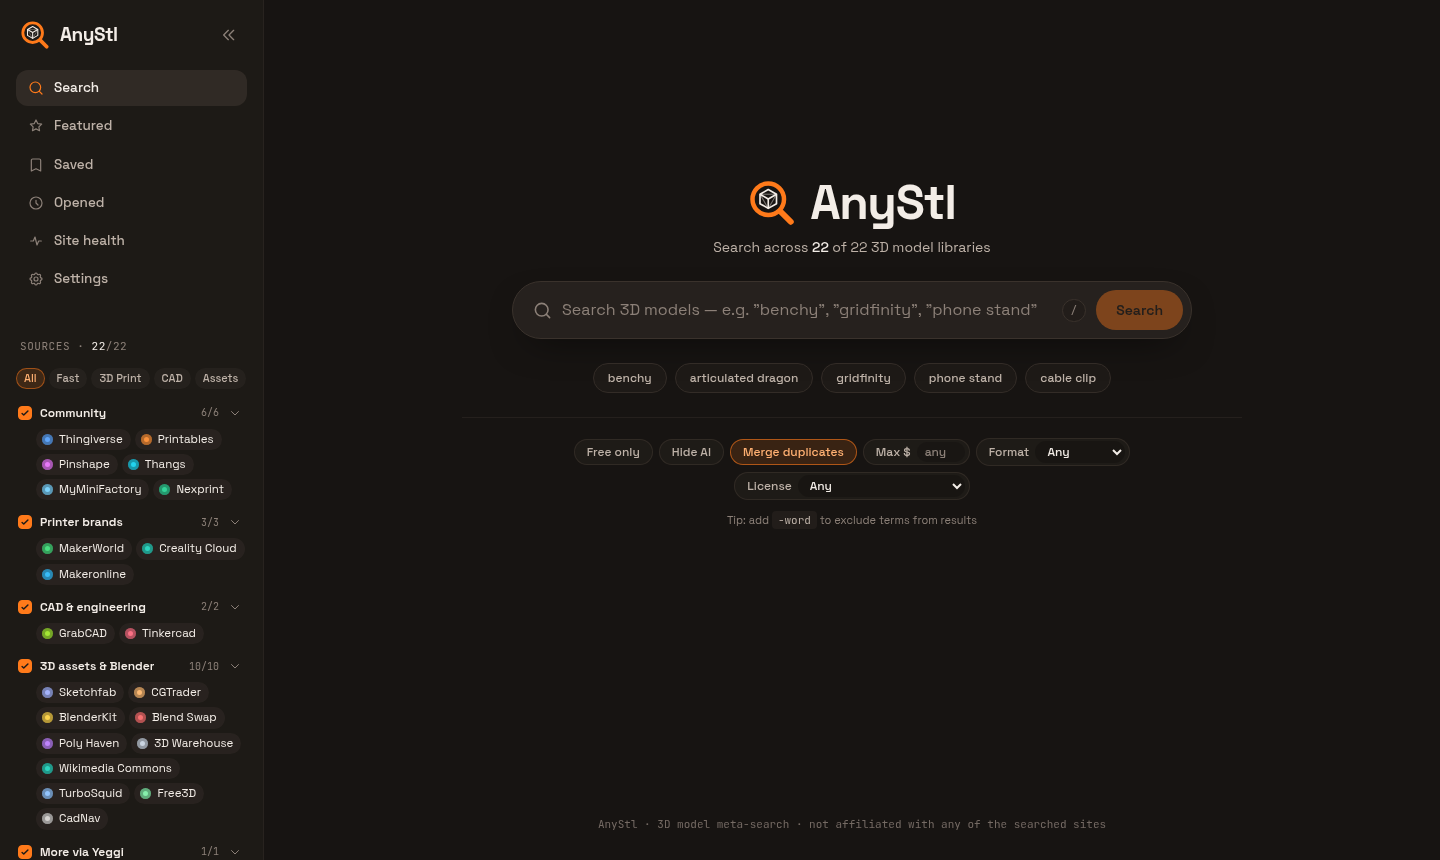 AnyStl
Search
Featured
Saved
Opened
Site health
Settings
SOURCES · 22/22
All Fast 3D Print CAD Assets
Community 6/6
Thingiverse Printables
Pinshape Thangs
MyMiniFactory Nexprint
Printer brands 3/3
MakerWorld Creality Cloud
Makeronline
CAD & engineering 2/2
GrabCAD Tinkercad
3D assets & Blender 10/10
Sketchfab CGTrader
BlenderKit Blend Swap
Poly Haven 3D Warehouse
Wikimedia Commons
TurboSquid Free3D
CadNav
More via Yeggi 1/1
AnyStl
Search across 22 of 22 3D model libraries
Search 3D models — e.g. "benchy", "gridfinity", "phone stand" / Search
benchy articulated dragon gridfinity phone stand cable clip
Free only Hide AI Merge duplicates Max $ any Format Any
License Any
Tip: add -word to exclude terms from results
AnyStl · 3D model meta-search · not affiliated with any of the searched sites